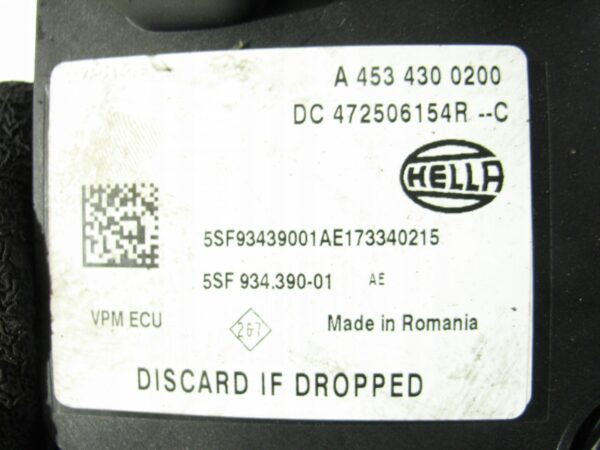 A 453 430 0200
DC 472506154R --C
HELLA
5SF93439001AE173340215
5SF 934.390-01 AE
VPM ECU
267
Made in Romania
DISCARD IF DROPPED